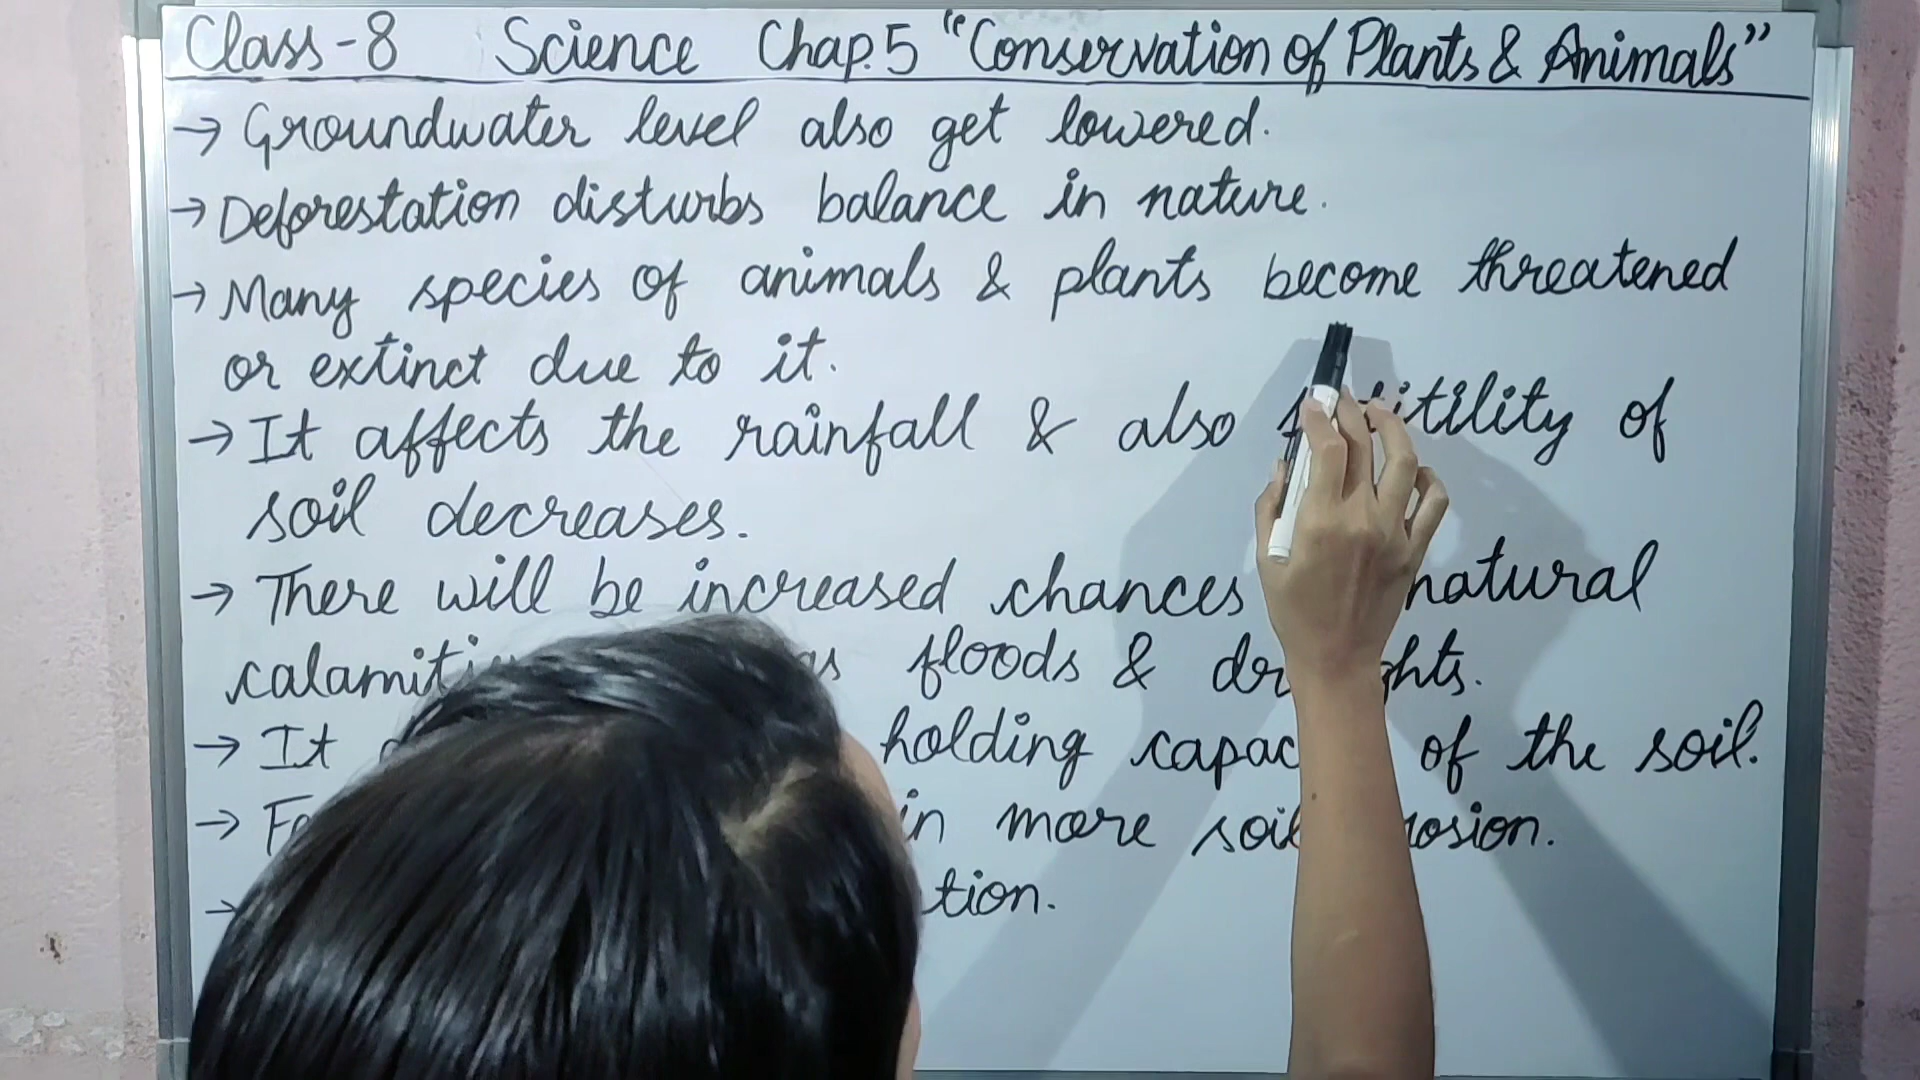 Class-8 Science Chap.5 "Conservation of Plants & Animals"
→ Groundwater level also get lowered.
→ Deforestation disturbs balance in nature.
→ Many species of animals & plants become threatened
or extinct due to it.
→ It affects the rainfall & also of
soil decreases.
→ There will be increased chances natural
floods & .
→ It holding of the soil.
→ in more soil
→